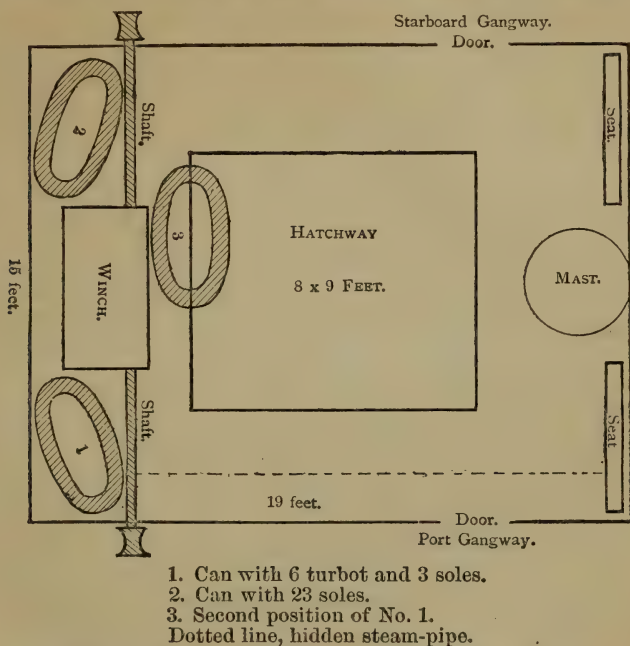 Starboard Gangway.
Door.
Shaft.
Seat.
2
3
HATCHWAY
8 x 9 FEET.
MAST.
15 feet.
WINCH.
1
Shaft.
Seat
19 feet.
Door.
Port Gangway.
1. Can with 6 turbot and 3 soles.
2. Can with 23 soles.
3. Second position of No. 1.
Dotted line, hidden steam-pipe.